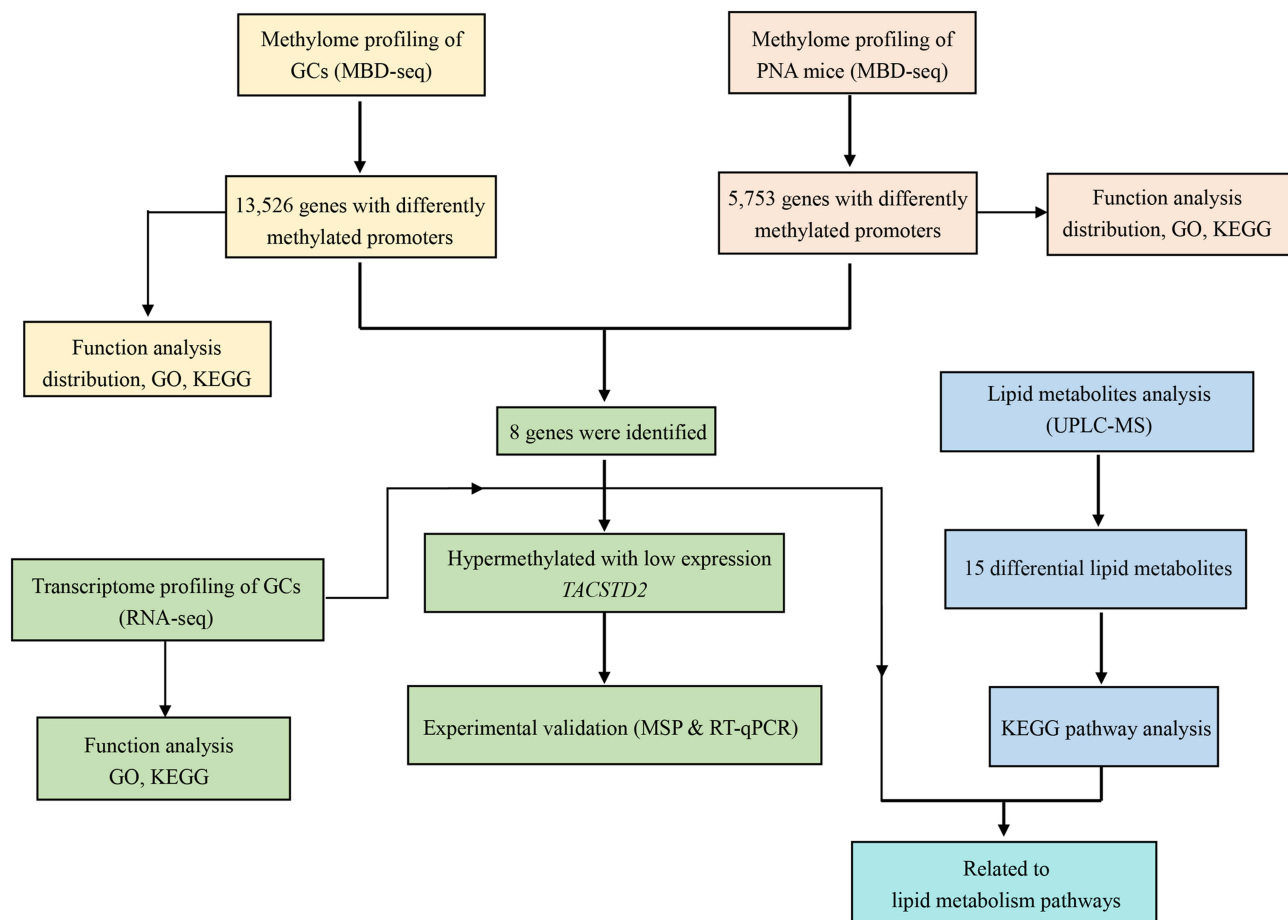 Methylome profiling of
GCs (MBD-seq)
Methylome profiling of
PNA mice (MBD-seq)
13,526 genes with differently
methylated promoters
5,753 genes with differently
methylated promoters
Function analysis
distribution, GO, KEGG
Function analysis
distribution, GO, KEGG
8 genes were identified
Lipid metabolites analysis
(UPLC-MS)
Hypermethylated with low expression
TACSTD2
15 differential lipid metabolites
Transcriptome profiling of GCs
(RNA-seq)
Experimental validation (MSP & RT-qPCR)
KEGG pathway analysis
Function analysis
GO, KEGG
Related to
lipid metabolism pathways